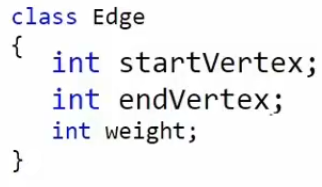 class Edge
{
int startVertex;
int endVertex;
int weight;
}